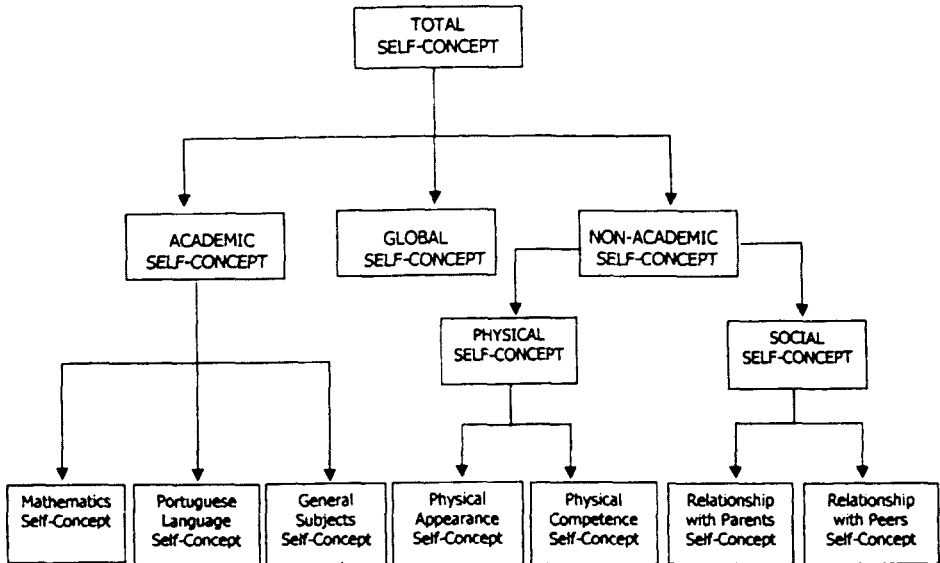 TOTAL
SELF-CONCEPT
ACADEMIC
SELF-CONCEPT
GLOBAL
SELF-CONCEPT
NON-ACADEMIC
SELF-CONCEPT
PHYSICAL
SELF-CONCEPT
SOCIAL
SELF-CONCEPT
Mathematics
Self-Concept
Portuguese
Language
Self-Concept
General
Subjects
Self-Concept
Physical
Appearance
Self-Concept
Physical
Competence
Self-Concept
Relationship
with Parents
Self-Concept
Relationship
with Peers
Self-Concept